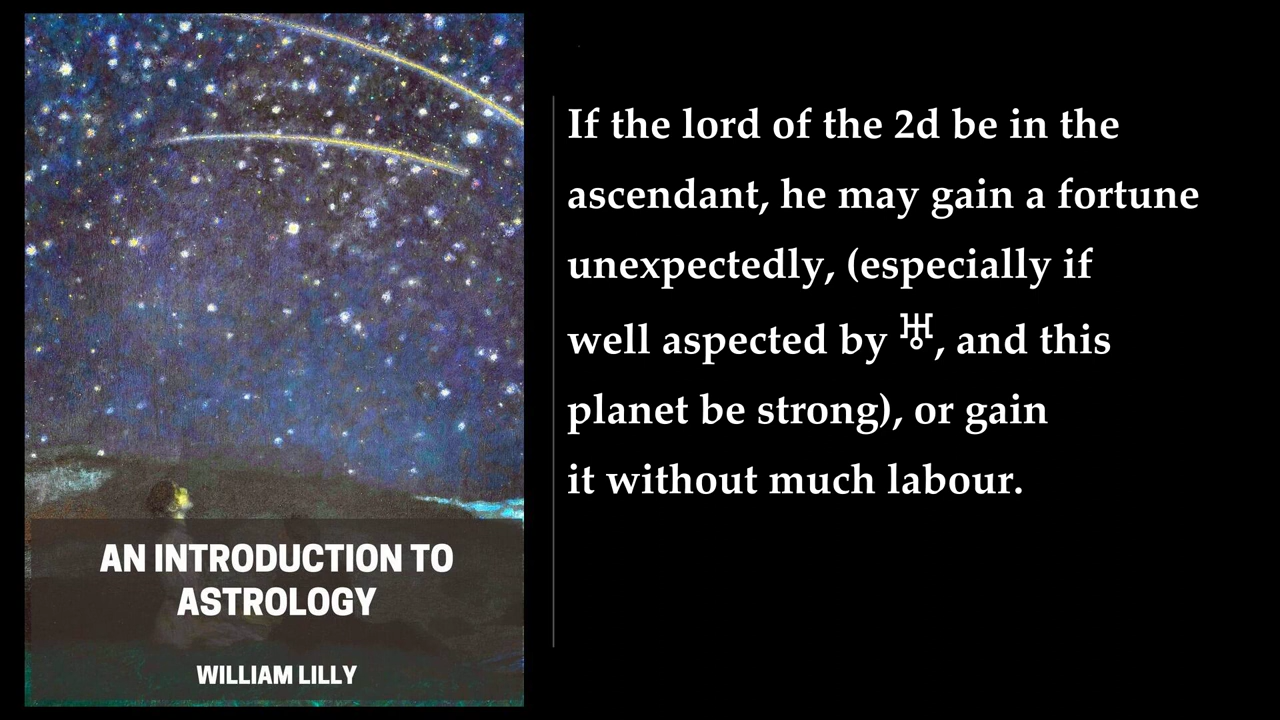 AN INTRODUCTION TO
ASTROLOGY
WILLIAM LILLY
If the lord of the 2d be in the
ascendant, he may gain a fortune
unexpectedly, (especially if
well aspected by ♅, and this
planet be strong), or gain
it without much labour.